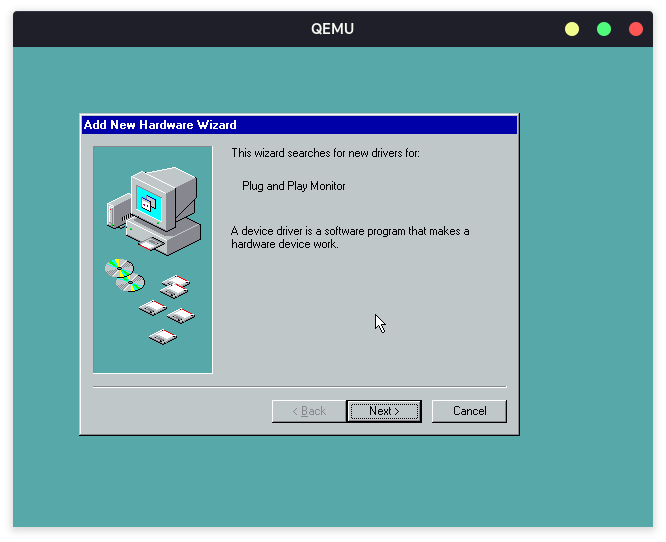 QEMU
Add New Hardware Wizard
This wizard searches for new drivers for:
Plug and Play Monitor
A device driver is a software program that makes a
hardware device work.
< Back
Next >
Cancel